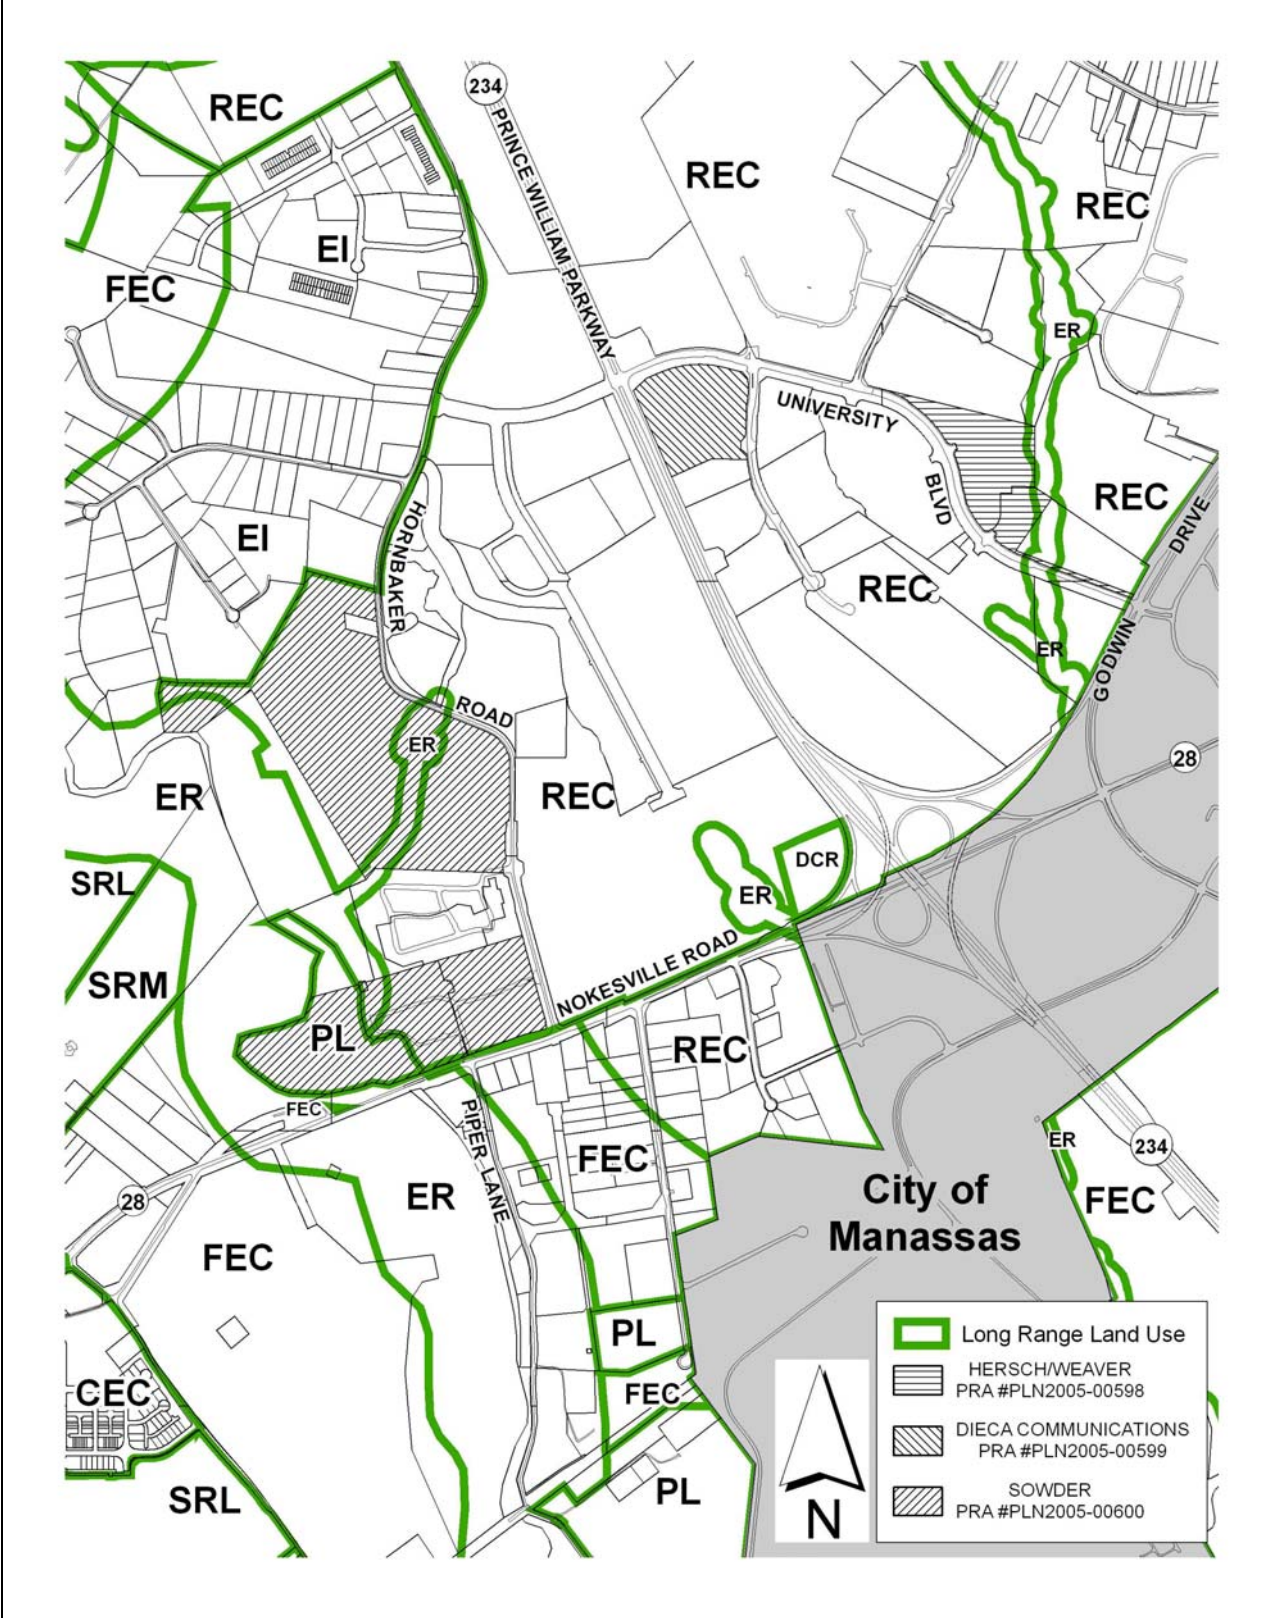 234
REC
PRINCE WILLIAM PARKWAY
REC
REC
EI
FEC
ER
UNIVERSITY
BLVD
REC
HORNBAKER
EI
DRIVE
REC
ER
GODWIN
ROAD
ER
28
ER
REC
DCR
SRL
ER
NOKESVILLE ROAD
SRM
PL
REC
FEC
PIPER LANE
ER
234
FEC
City of
Manassas
28
ER
FEC
FEC
PL
CEC
FEC
SRL
PL
Long Range Land Use
HERSCH/WEAVER
PRA #PLN2005-00598
DIECA COMMUNICATIONS
PRA #PLN2005-00599
SOWDER
PRA #PLN2005-00600
N